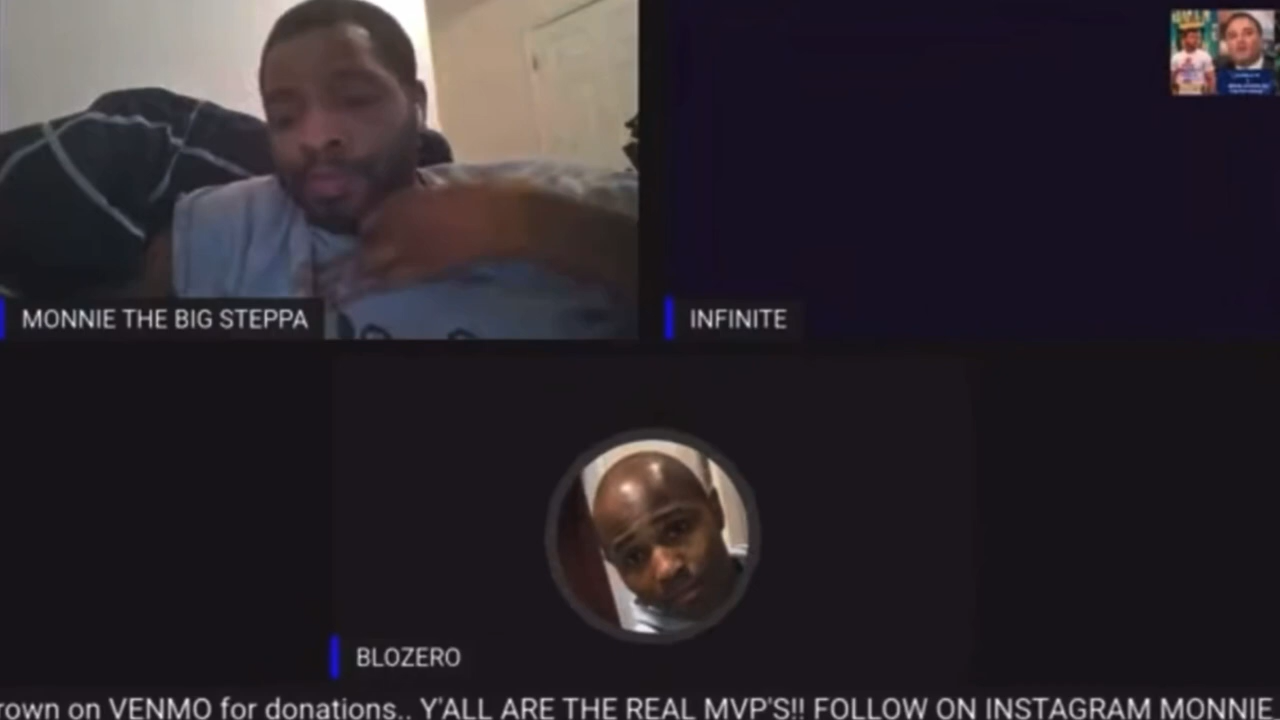 MONNIE THE BIG STEPPA
INFINITE
BLOZERO
rown on VENMO for donations.. Y'ALL ARE THE REAL MVP'S!! FOLLOW ON INSTAGRAM MONNIE